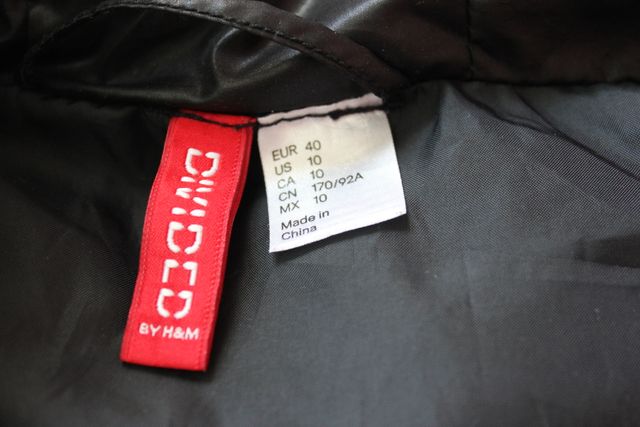 DIVIDED
BY H&M
EUR 40
US 10
CA 10
CN 170/92A
MX 10
Made in
China